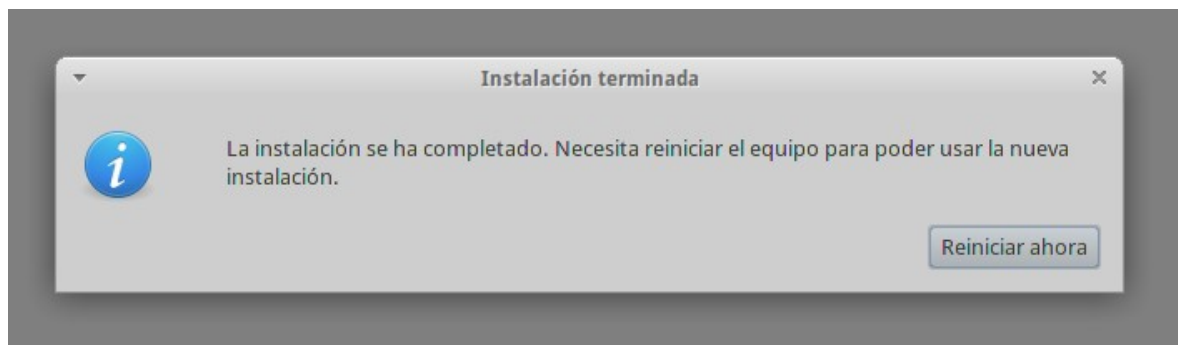 Instalación terminada
La instalación se ha completado. Necesita reiniciar el equipo para poder usar la nueva
instalación.
Reiniciar ahora